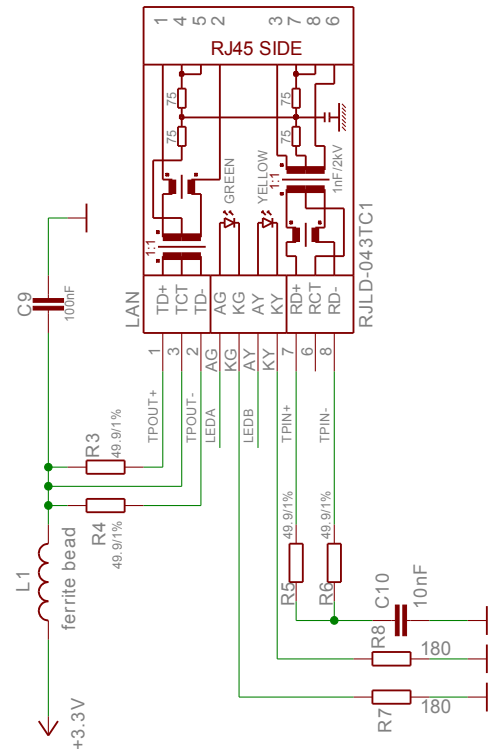 1
4
5
2
3
7
8
6
RJ45 SIDE
75
75
75
75
1nF/2kV
GREEN
YELLOW
1:1
1:1
LAN
TD+
TCT
TD-
AG
KG
AY
KY
RD+
RCT
RD-
RJLD-043TC1
1
3
2
AG
KG
AY
KY
7
6
8
TPOUT+
TPOUT-
LEDA
LEDB
TPIN+
TPIN-
C9
100nF
R3
49.9/1%
R4
49.9/1%
L1
ferrite bead
+3.3V
49.9/1%
R5
49.9/1%
R6
C10
10nF
R8
180
R7
180